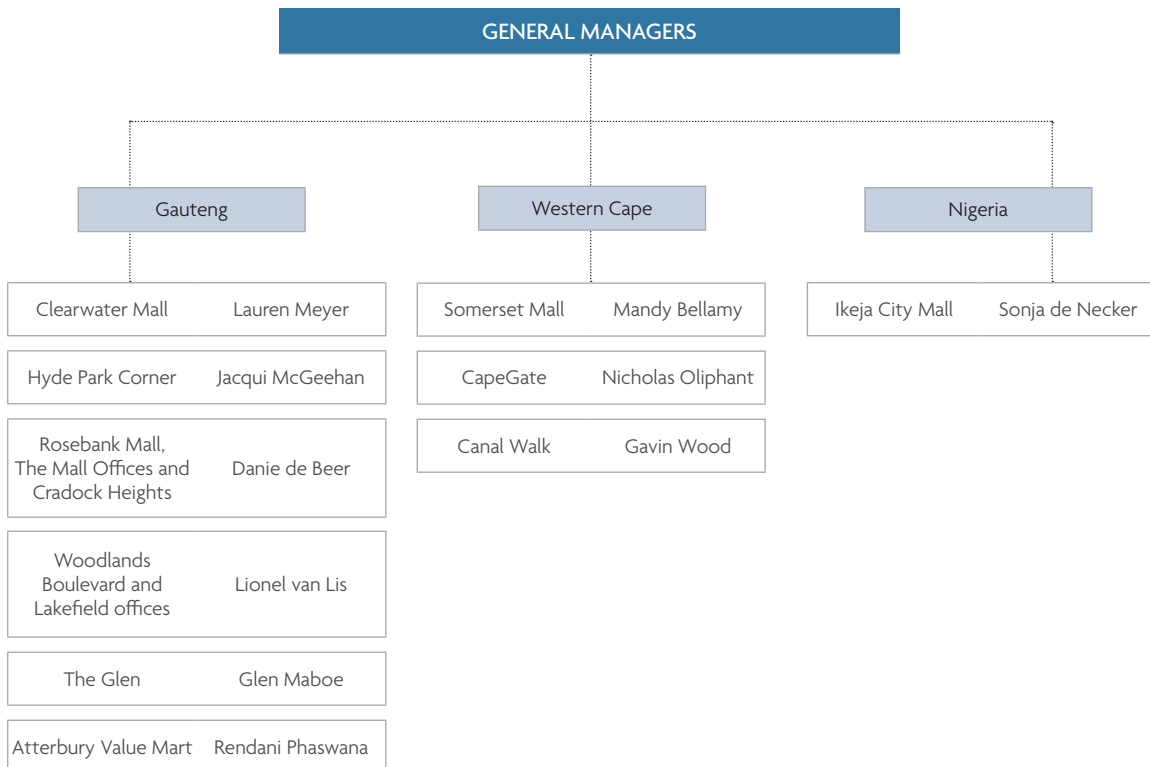 GENERAL MANAGERS
Gauteng
Clearwater Mall Lauren Meyer
Hyde Park Corner Jacqui McGeehan
Rosebank Mall,
The Mall Offices and
Cradock Heights
Danie de Beer
Woodlands
Boulevard and
Lakefield offices
Lionel van Lis
The Glen Glen Maboe
Atterbury Value Mart Rendani Phaswana
Western Cape
Somerset Mall Mandy Bellamy
CapeGate Nicholas Oliphant
Canal Walk Gavin Wood
Nigeria
Ikeja City Mall Sonja de Necker